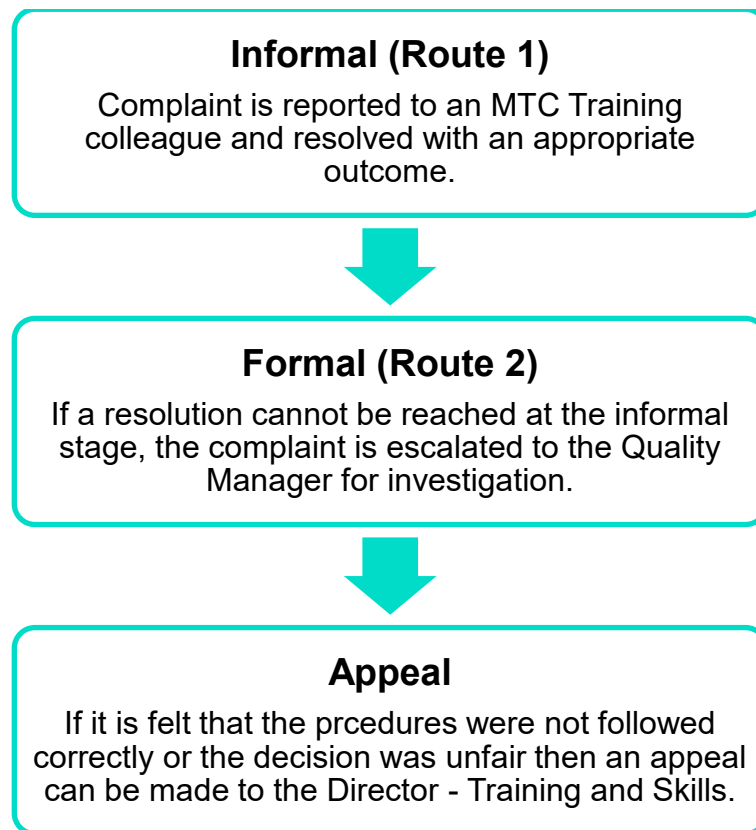 Informal (Route 1)
Complaint is reported to an MTC Training
colleague and resolved with an appropriate
outcome.
Formal (Route 2)
If a resolution cannot be reached at the informal
stage, the complaint is escalated to the Quality
Manager for investigation.
Appeal
If it is felt that the prcedures were not followed
correctly or the decision was unfair then an appeal
can be made to the Director - Training and Skills.